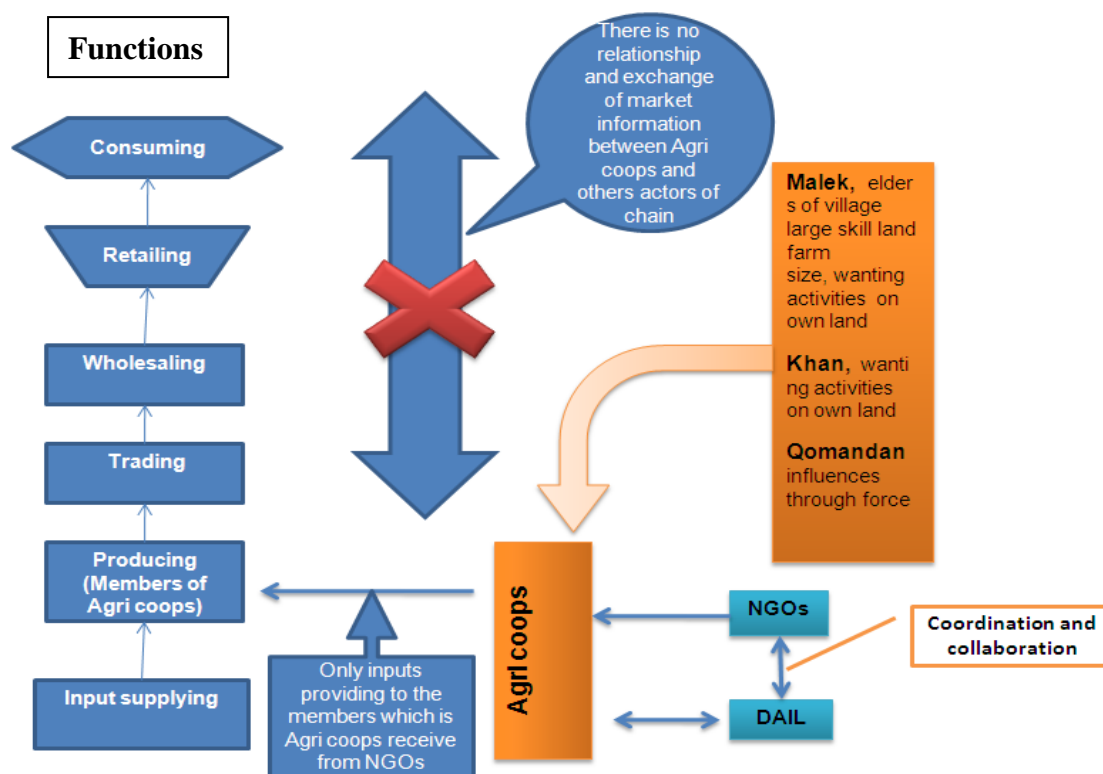 Functions
There is no
relationship
and exchange
of market
information
between Agri
coops and
others actors of
chain
Consuming
Retailing
Wholesaling
Trading
Producing
(Members of
Agri coops)
Input supplying
Only inputs
providing to the
members which is
Agri coops receive
from NGOs
Agri coops
Malek, elder
s of village
large skill land
farm
size, wanting
activities on
own land
Khan, wanti
ng activities
on own land
Qomandan
influences
through force
NGOs
DAIL
Coordination and
collaboration